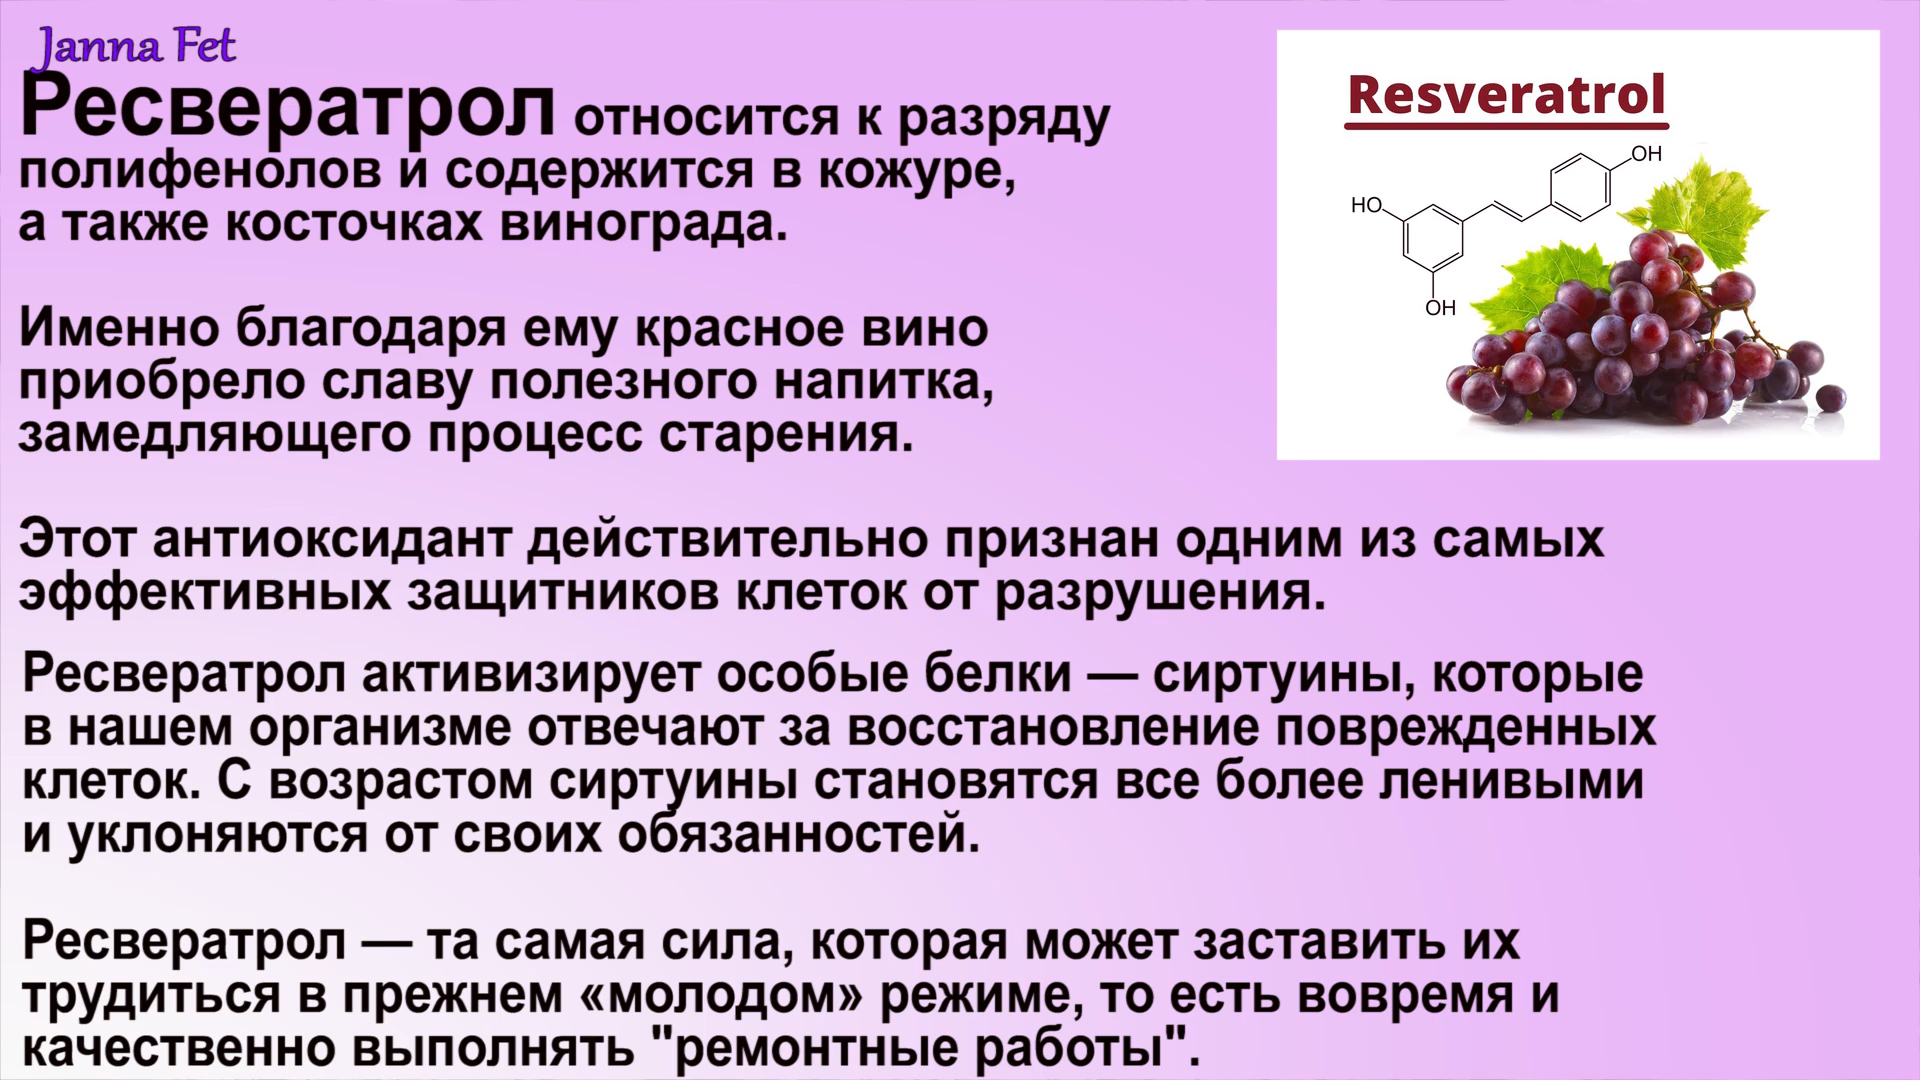 Janna Fet
Ресвератрол относится к разряду
полифенолов и содержится в кожуре,
а также косточках винограда.
Именно благодаря ему красное вино
приобрело славу полезного напитка,
замедляющего процесс старения.
Resveratrol
OH
HO
OH
Этот антиоксидант действительно признан одним из самых
эффективных защитников клеток от разрушения.
Ресвератрол активизирует особые белки — сиртуины, которые
в нашем организме отвечают за восстановление поврежденных
клеток. С возрастом сиртуины становятся все более ленивыми
и уклоняются от своих обязанностей.
Ресвератрол — та самая сила, которая может заставить их
трудиться в прежнем «молодом» режиме, то есть вовремя и
качественно выполнять "ремонтные работы".